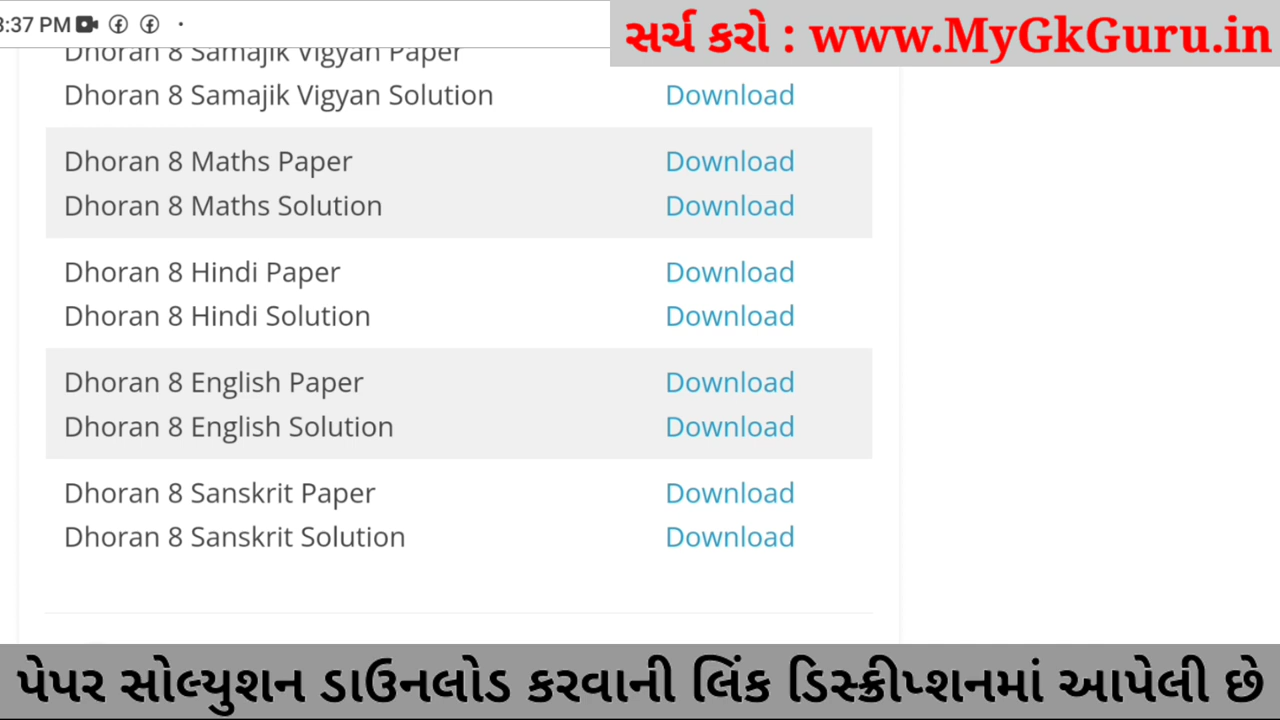 3:37 PM
સર્ચ કરો : www.MyGkGuru.in
Dhoran 8 Samajik Vigyan Paper
Dhoran 8 Samajik Vigyan Solution Download
Dhoran 8 Maths Paper Download
Dhoran 8 Maths Solution Download
Dhoran 8 Hindi Paper Download
Dhoran 8 Hindi Solution Download
Dhoran 8 English Paper Download
Dhoran 8 English Solution Download
Dhoran 8 Sanskrit Paper Download
Dhoran 8 Sanskrit Solution Download
પેપર સોલ્યુશન ડાઉનલોડ કરવાની લિંક ડિસ્ક્રીપ્શનમાં આપેલી છે